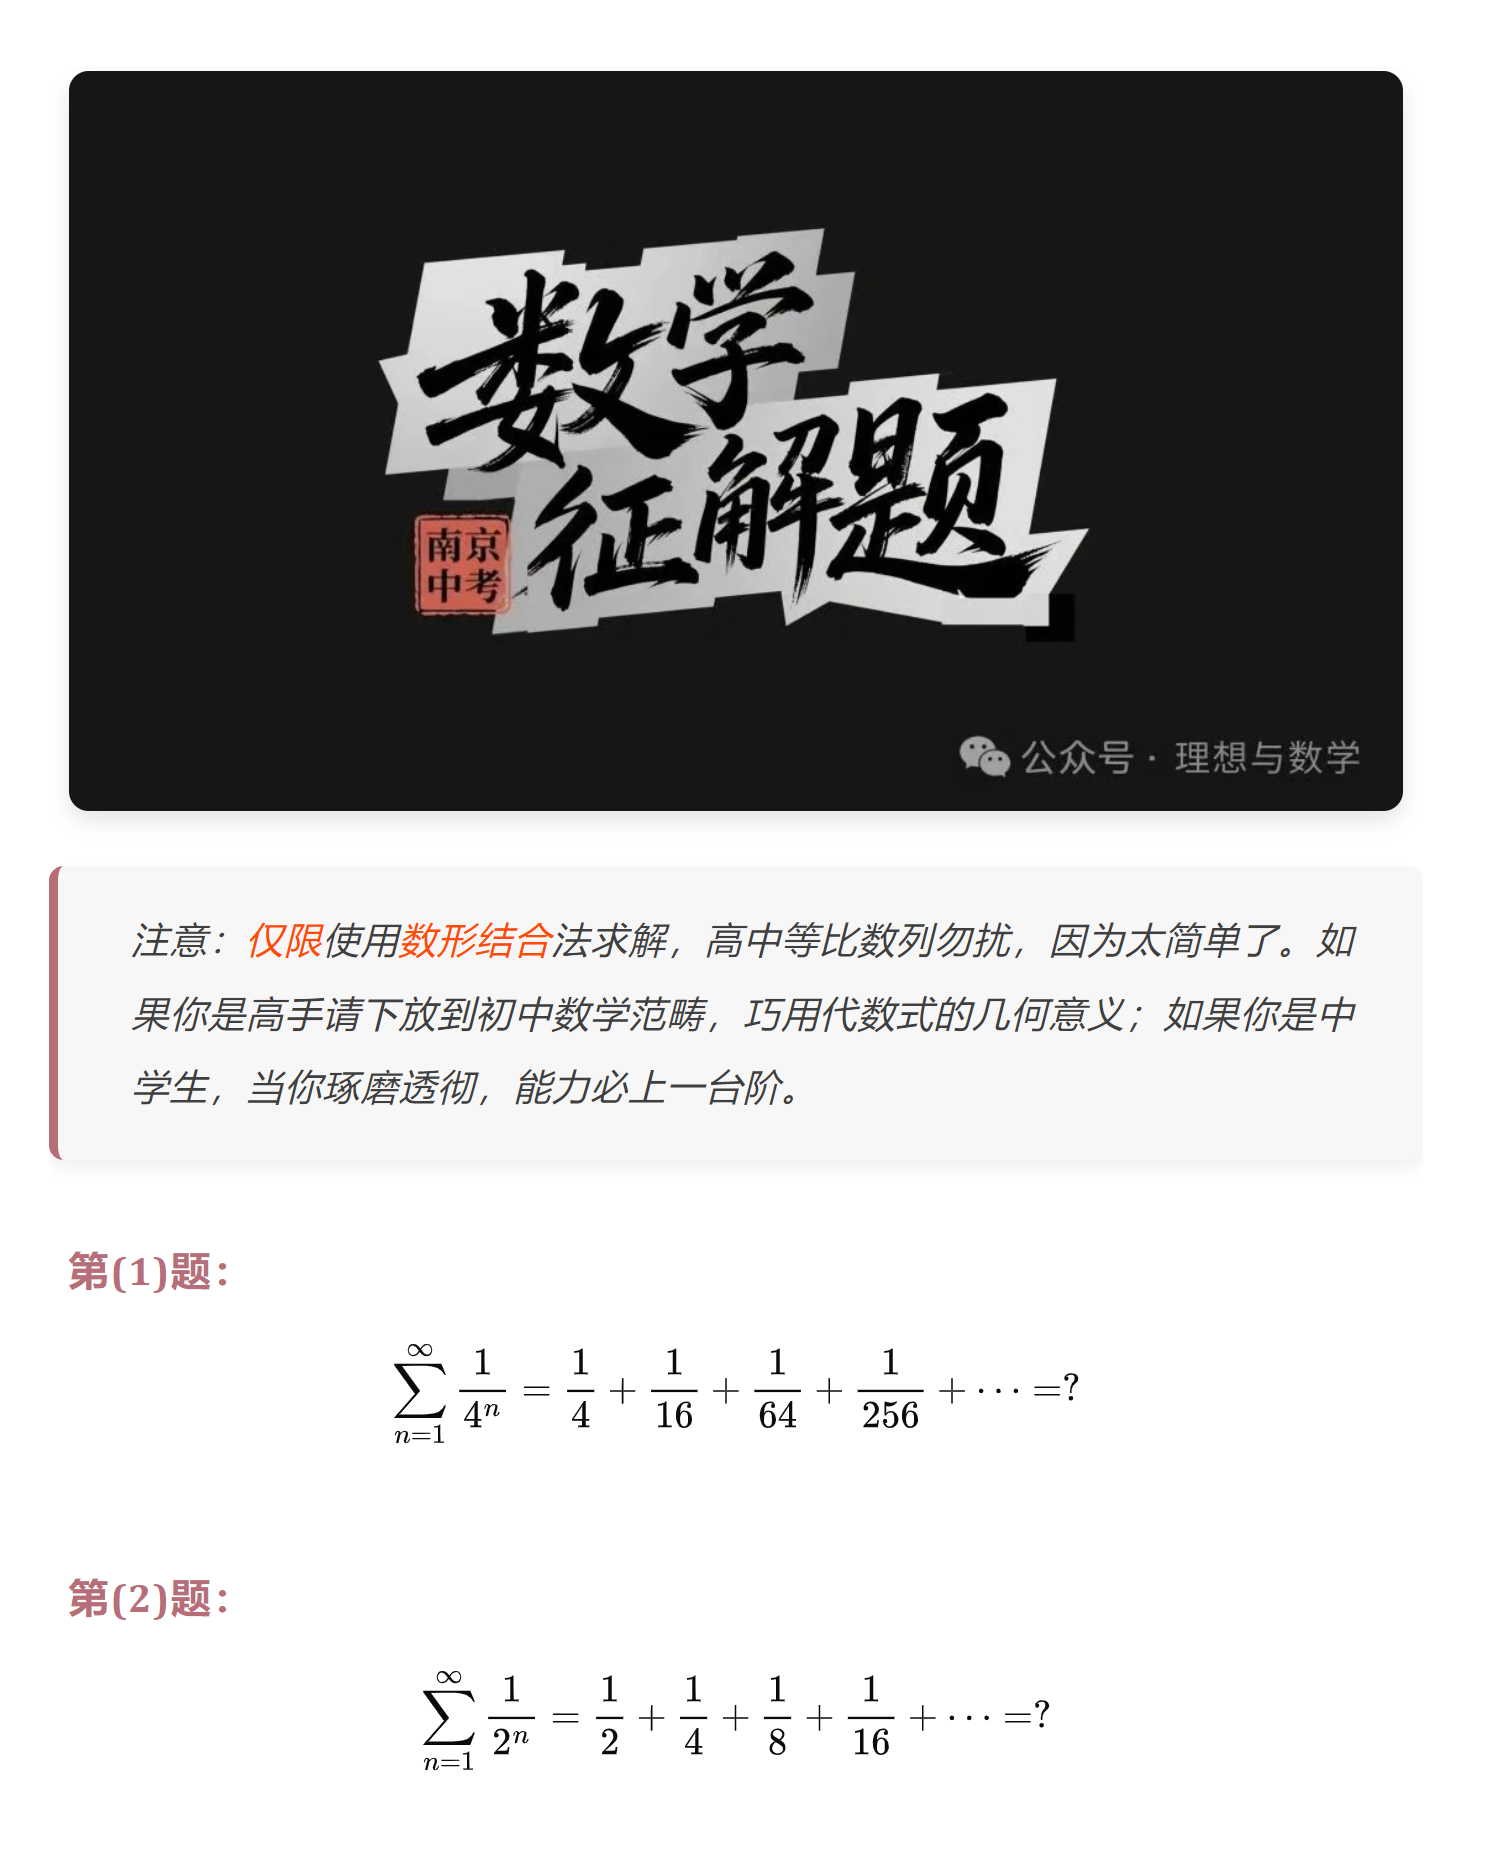 数学
征解题
南京
中考
公众号 · 理想与数学
注意：仅限使用数形结合法求解，高中等比数列勿扰，因为太简单了。如
果你是高手请下放到初中数学范畴，巧用代数式的几何意义；如果你是中
学生，当你琢磨透彻，能力必上一台阶。
第(1)题：
$$\sum_{n=1}^{\infty} \frac{1}{4^n} = \frac{1}{4} + \frac{1}{16} + \frac{1}{64} + \frac{1}{256} + \cdots =?$$
第(2)题：
$$\sum_{n=1}^{\infty} \frac{1}{2^n} = \frac{1}{2} + \frac{1}{4} + \frac{1}{8} + \frac{1}{16} + \cdots =?$$